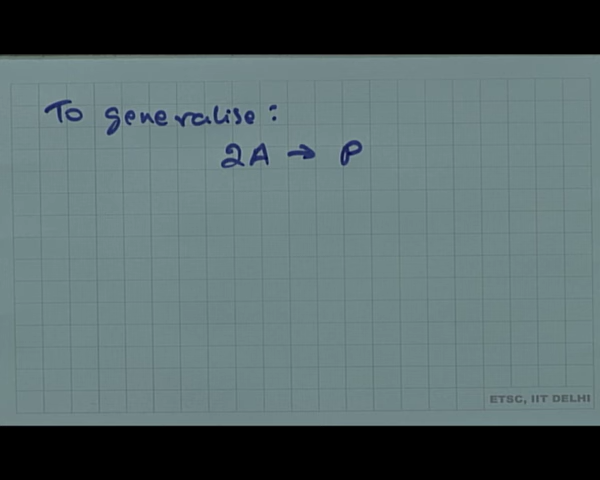 To generalise:
2A → P
ETSC, IIT DELHI